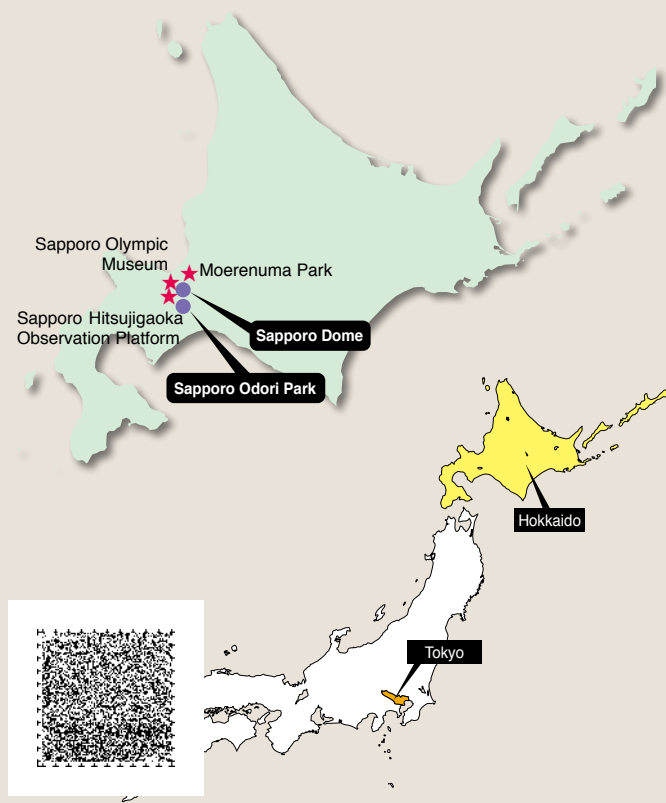 Sapporo Olympic
Museum
Moerenuma Park
Sapporo Hitsujigaoka
Observation Platform
Sapporo Dome
Sapporo Odori Park
Hokkaido
Tokyo